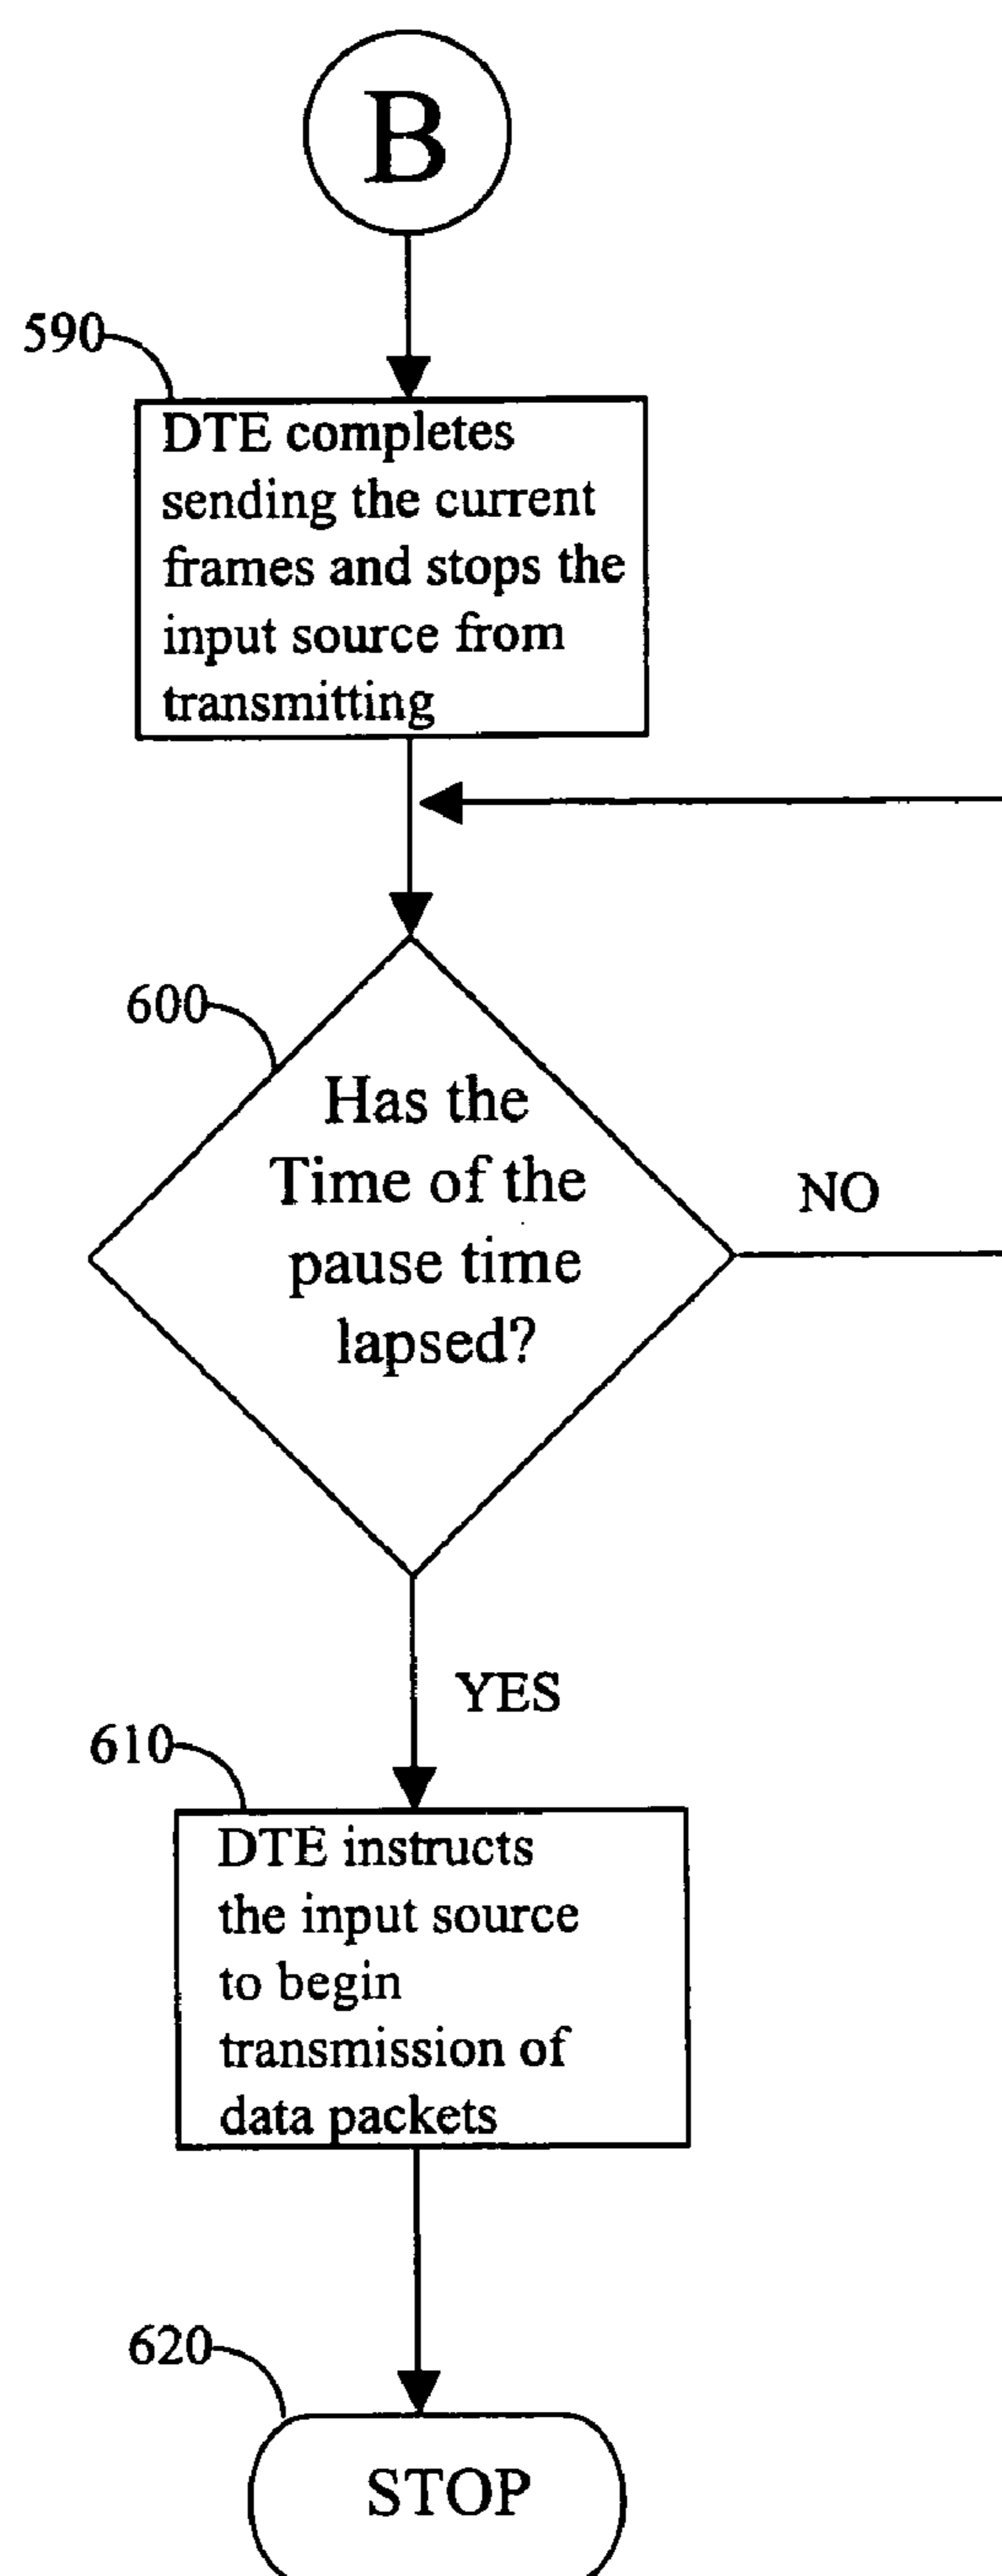 B
590
DTE completes
sending the current
frames and stops the
input source from
transmitting
600
Has the
Time of the
pause time
lapsed?
NO
YES
610
DTE instructs
the input source
to begin
transmission of
data packets
620
STOP